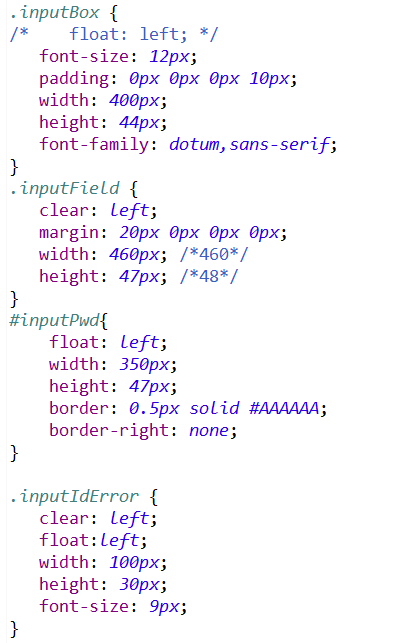 .inputBox {
/*    float: left; */
   font-size: 12px;
   padding: 0px 0px 0px 10px;
   width: 400px;
   height: 44px;
   font-family: dotum,sans-serif;
}
.inputField {
   clear: left;
   margin: 20px 0px 0px 0px;
   width: 460px; /*460*/
   height: 47px; /*48*/
}
#inputPwd{
    float: left;
    width: 350px;
    height: 47px;
    border: 0.5px solid #AAAAAA;
    border-right: none;
}

.inputIdError {
   clear: left;
   float:left;
   width: 100px;
   height: 30px;
   font-size: 9px;
}